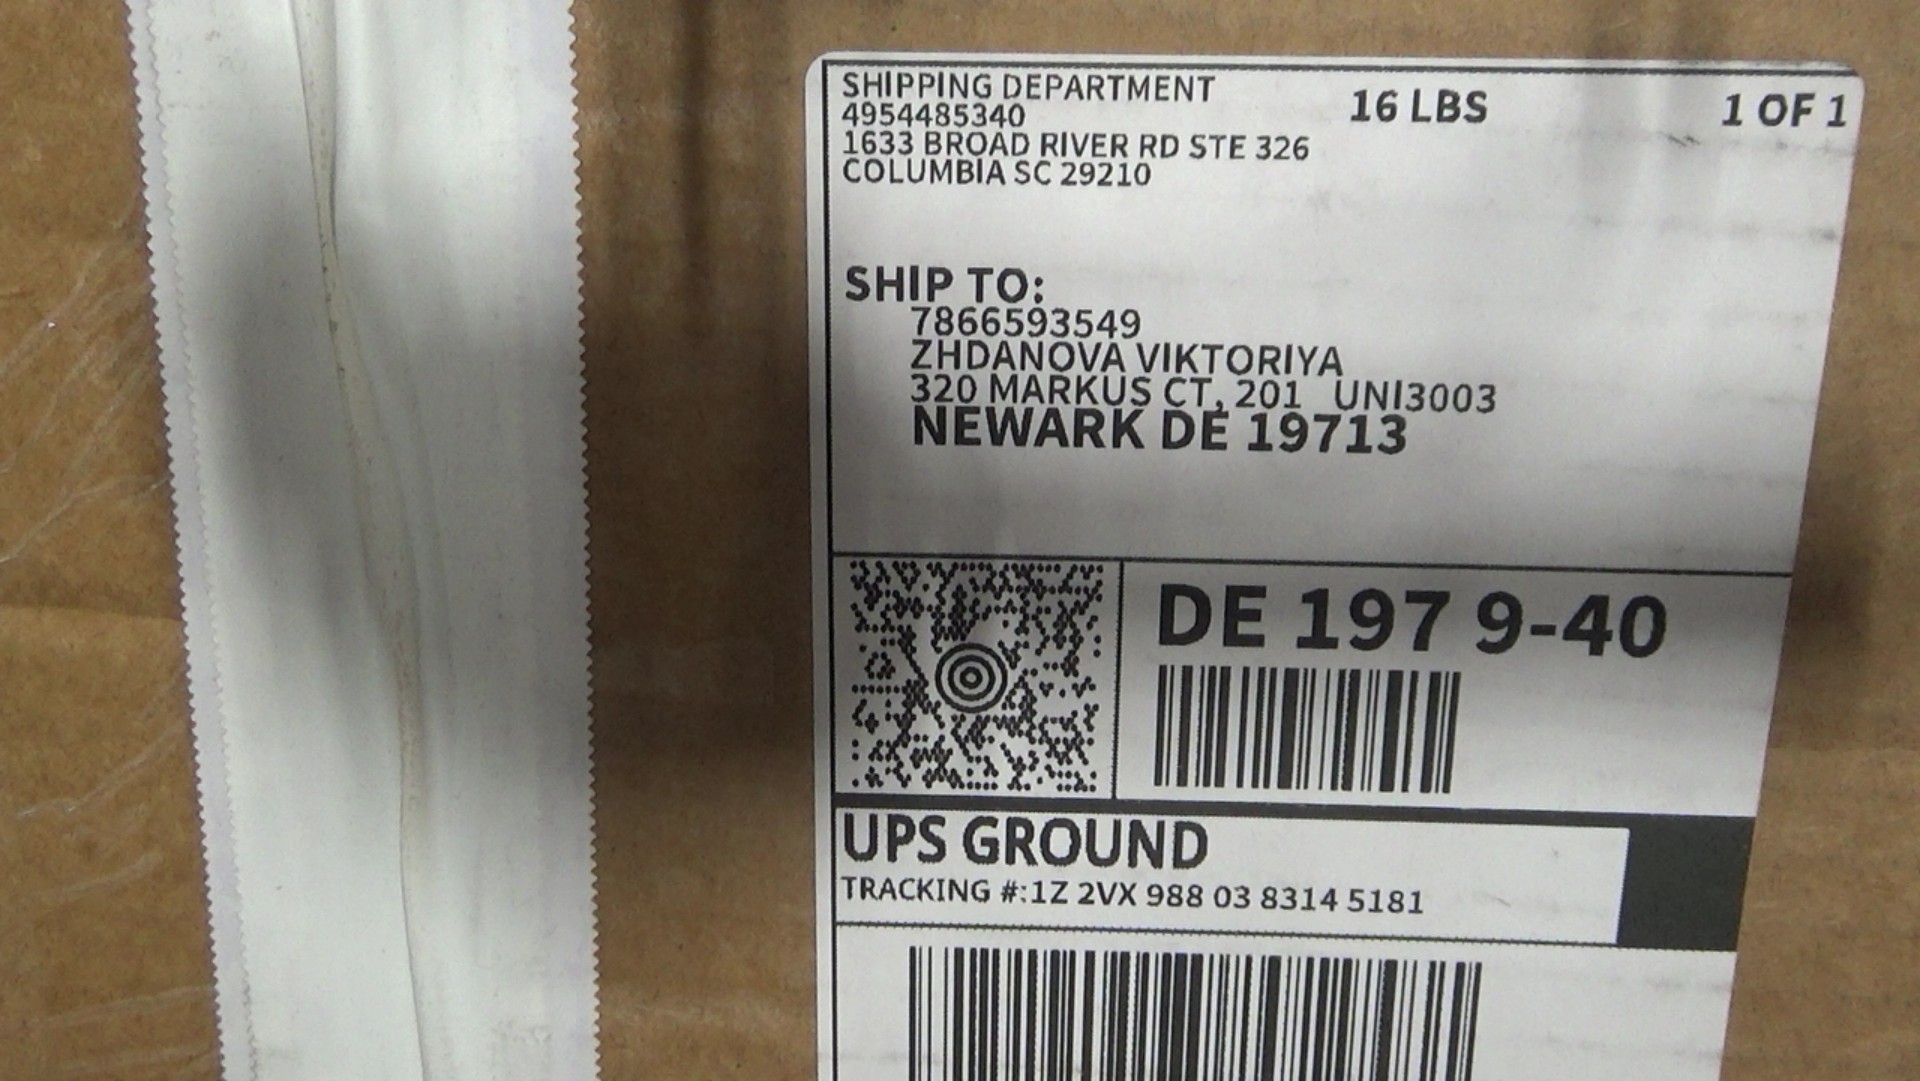 SHIPPING DEPARTMENT
4954485340
1633 BROAD RIVER RD STE 326
COLUMBIA SC 29210
16 LBS
1 OF 1
SHIP TO:
7866593549
ZHDANOVA VIKTORIYA
320 MARKUS CT, 201 UNI3003
NEWARK DE 19713
DE 197 9-40
UPS GROUND
TRACKING #:1Z 2VX 988 03 8314 5181